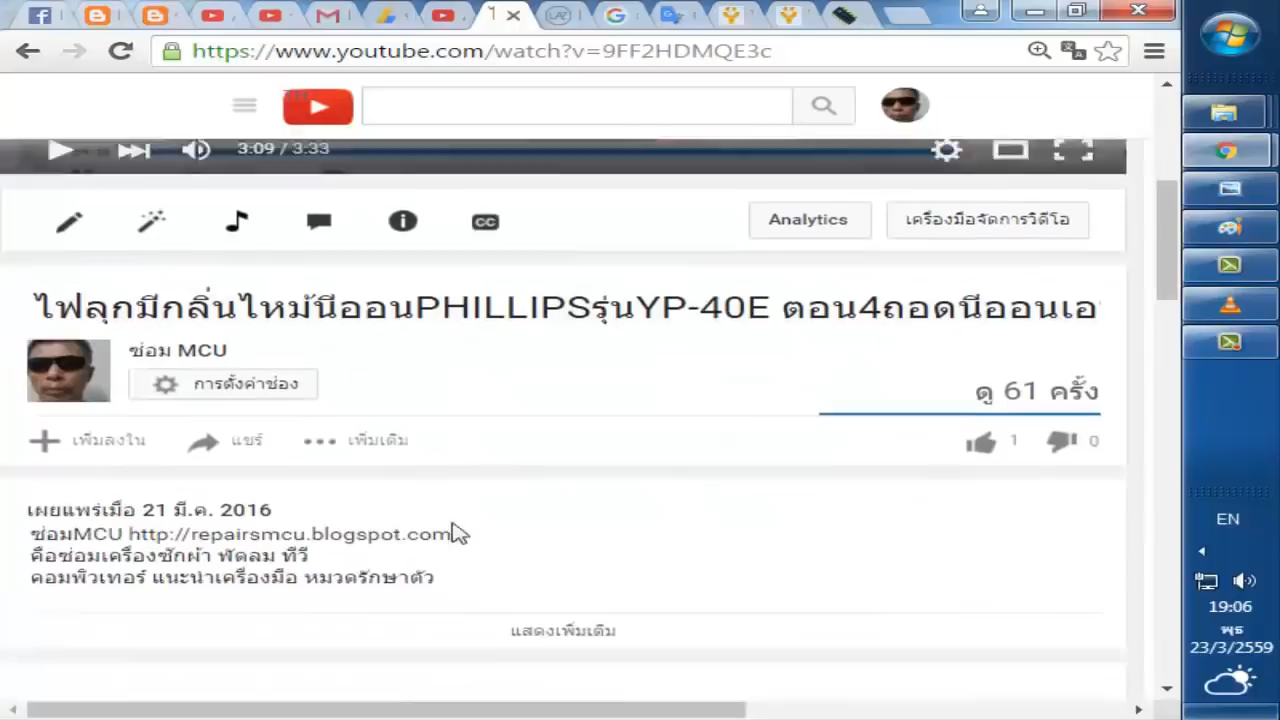 https://www.youtube.com/watch?v=9FF2HDMQE3c
TH
3:09 / 3:33
Analytics
เครื่องมือจัดการวิดีโอ
ไฟลุกมีกลิ่นไหม้นีออนPHILLIPSรุ่นYP-40E ตอน4ถอดนีออนเอ
ซ่อม MCU
การตั้งค่าช่อง
ดู 61 ครั้ง
เพิ่มลงใน
แชร์
เพิ่มเติม
1
0
เผยแพร่เมื่อ 21 มี.ค. 2016
ซ่อมMCU http://repairsmcu.blogspot.com
คือซ่อมเครื่องซักผ้า พัดลม ทีวี
คอมพิวเทอร์ แนะนำเครื่องมือ หมวดรักษาตัว
แสดงเพิ่มเติม
EN
19:06
พุธ
23/3/2559